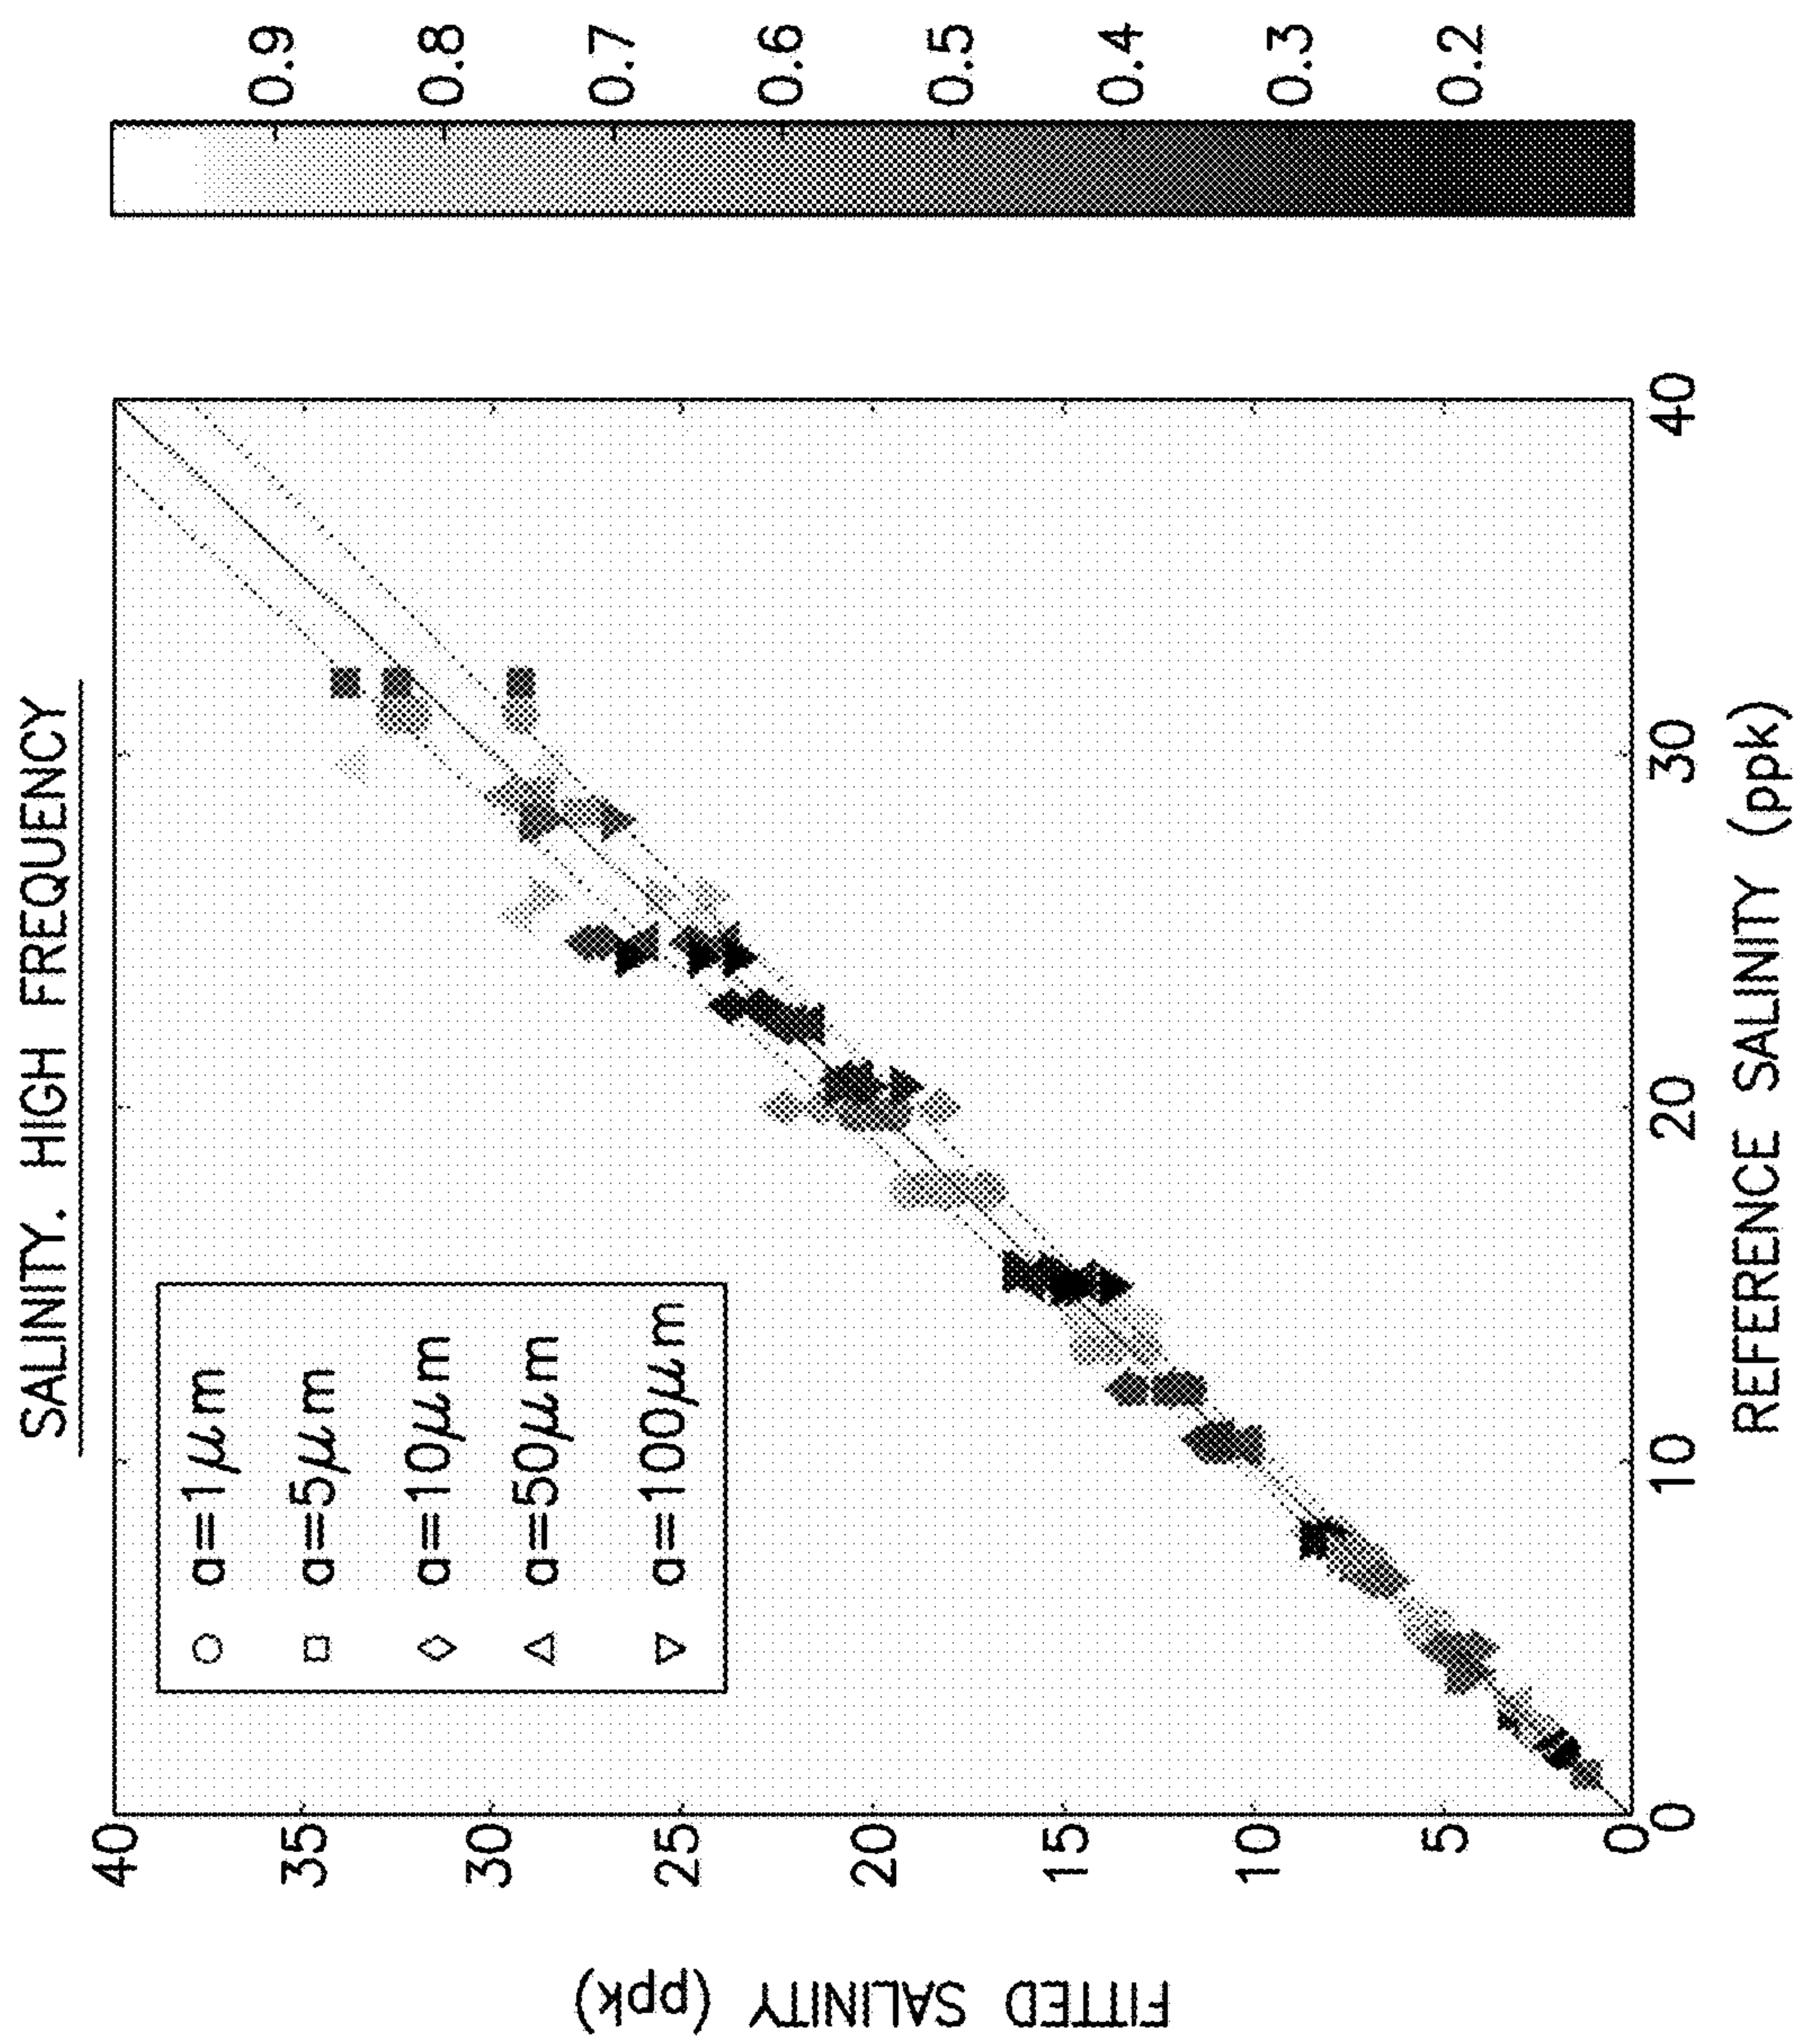 SALINITY. HIGH FREQUENCY
a=1μm
a=5μm
a=10μm
a=50μm
a=100μm
FITTED SALINITY (ppk)
40
35
30
25
20
15
10
5
0
0 10 20 30 40
REFERENCE SALINITY (ppk)
0.9
0.8
0.7
0.6
0.5
0.4
0.3
0.2